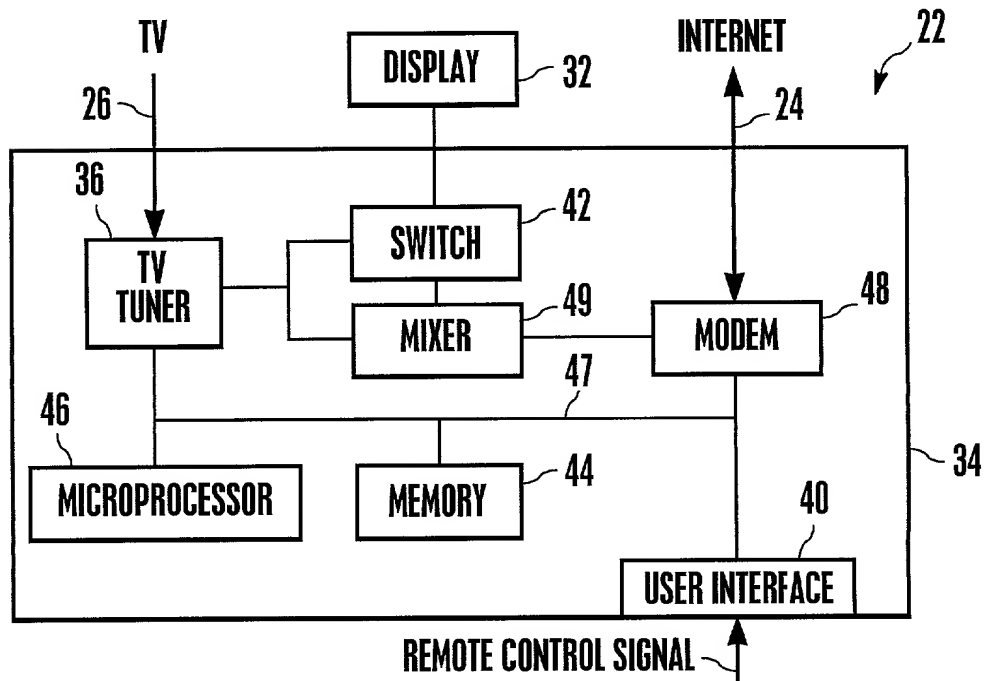 TV
DISPLAY
32
INTERNET
22
26
24
36
TV
TUNER
SWITCH
42
MIXER
49
MODEM
48
47
46
MICROPROCESSOR
MEMORY
44
34
40
USER INTERFACE
REMOTE CONTROL SIGNAL